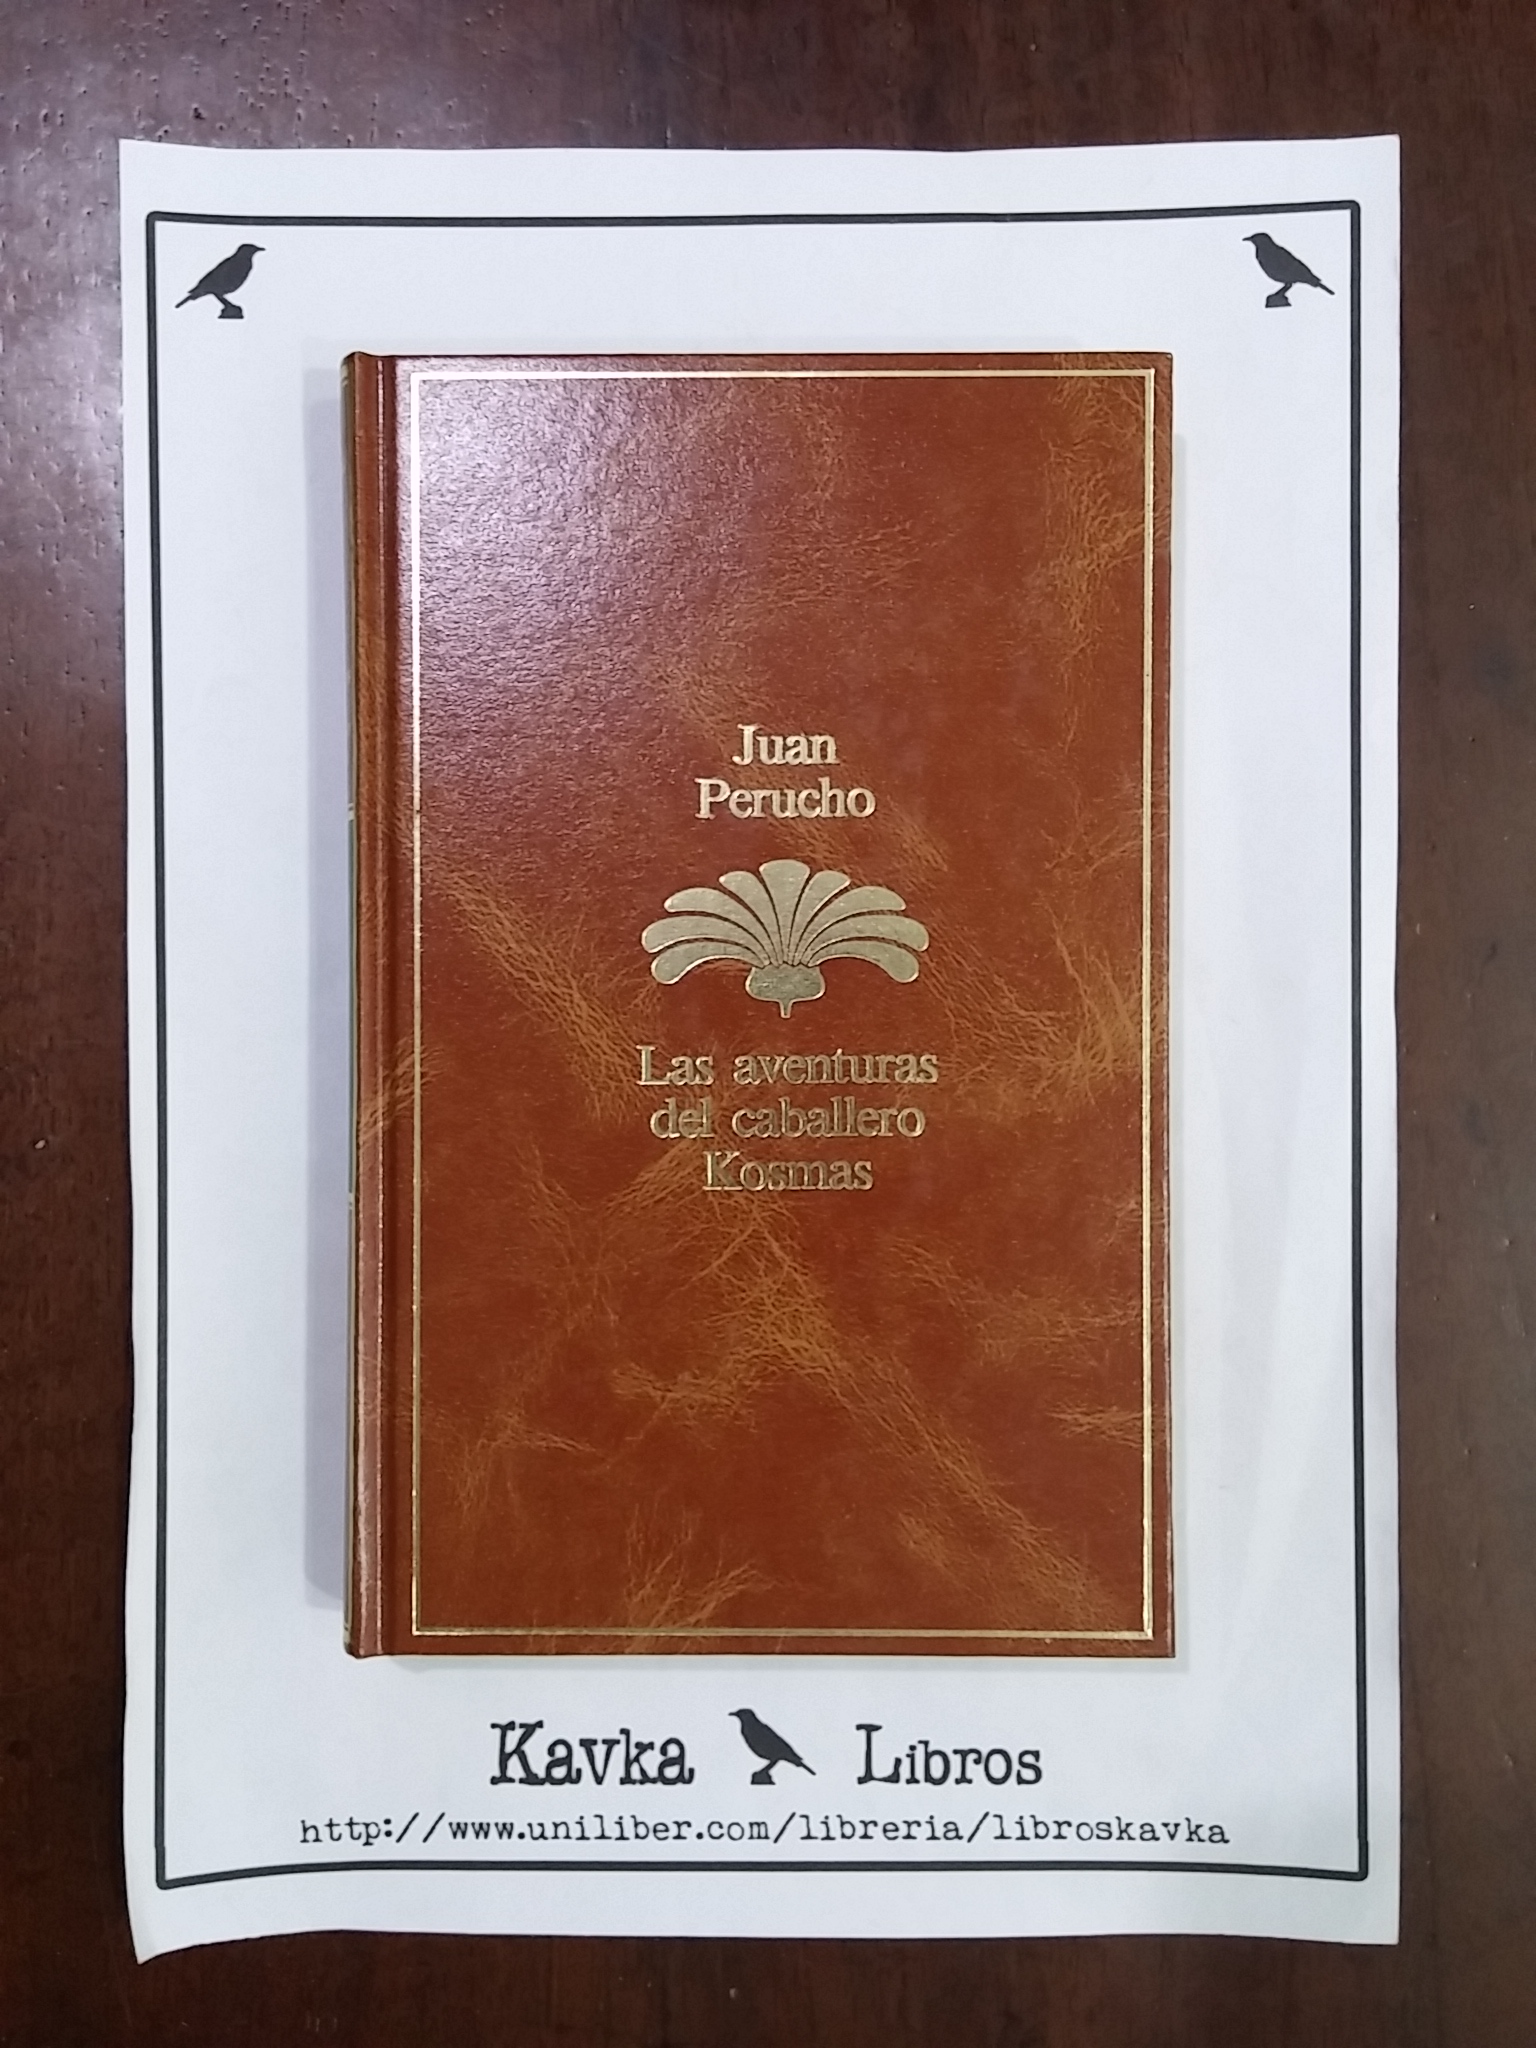 Juan
Perucho
Las aventuras
del caballero
Kosmas
Kavka Libros
http://www.uniliber.com/libreria/libroskavka